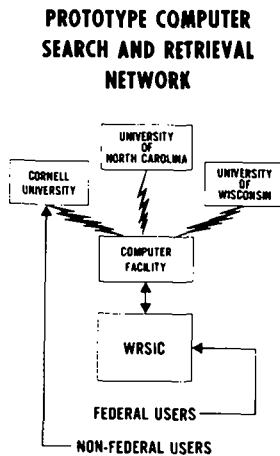 PROTOTYPE COMPUTER
SEARCH AND RETRIEVAL
NETWORK
UNIVERSITY
OF
NORTH CAROLINA
CORNELL
UNIVERSITY
UNIVERSITY
OF
WISCONSIN
COMPUTER
FACILITY
WRSIC
FEDERAL USERS
NON-FEDERAL USERS